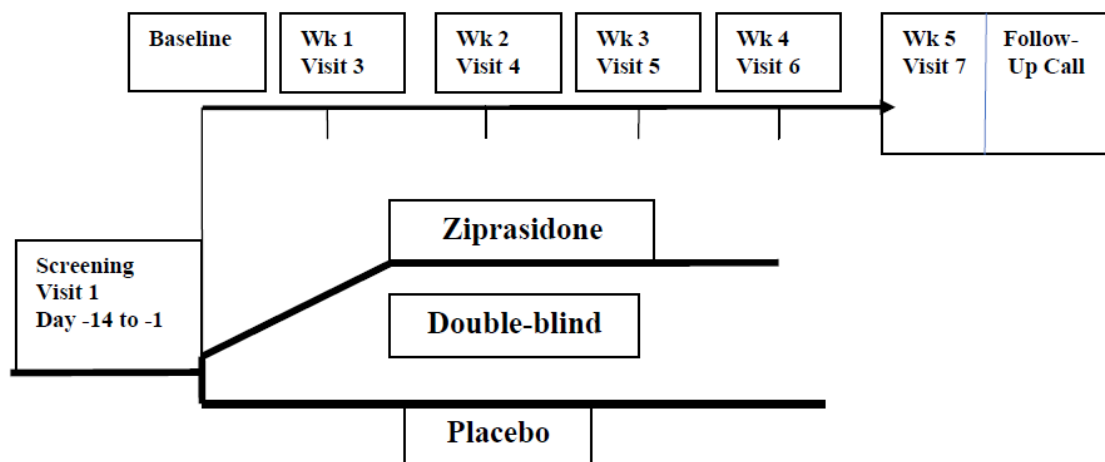 Baseline
Wk 1
Visit 3
Wk 2
Visit 4
Wk 3
Visit 5
Wk 4
Visit 6
Wk 5
Visit 7
Follow-
Up Call
Screening
Visit 1
Day -14 to -1
Ziprasidone
Double-blind
Placebo